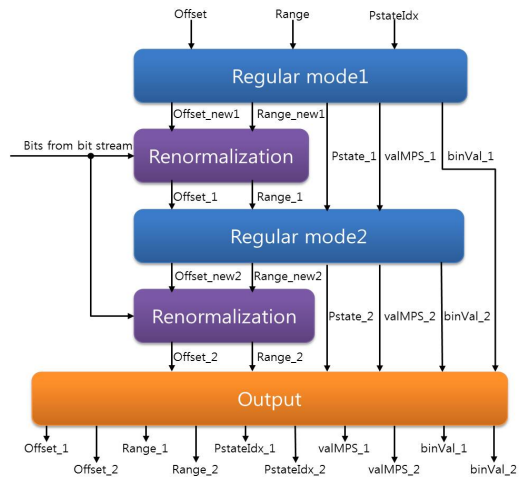 Offset Range PstateIdx
Regular mode1
Offset_new1 Range_new1
Bits from bit stream
Renormalization
Pstate_1 valMPS_1 binVal_1
Offset_1 Range_1
Regular mode2
Offset_new2 Range_new2
Renormalization
Pstate_2 valMPS_2 binVal_2
Offset_2 Range_2
Output
Offset_1 Range_1 PstateIdx_1 valMPS_1 binVal_1
Offset_2 Range_2 PstateIdx_2 valMPS_2 binVal_2